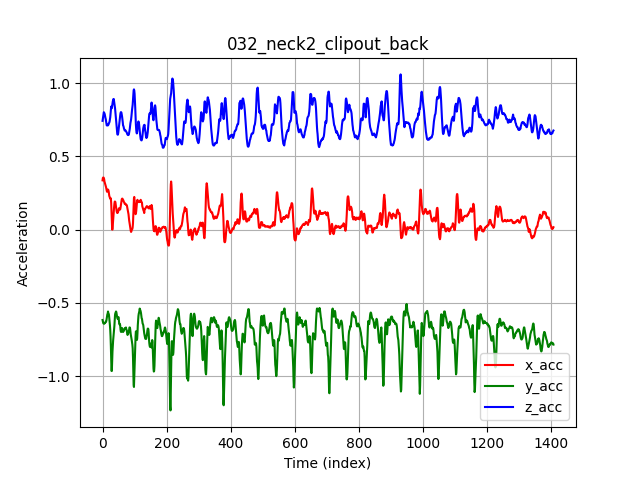 032_neck2_clipout_back
Acceleration
1.0
0.5
0.0
−0.5
−1.0
0 200 400 600 800 1000 1200 1400
Time (index)
x_acc
y_acc
z_acc